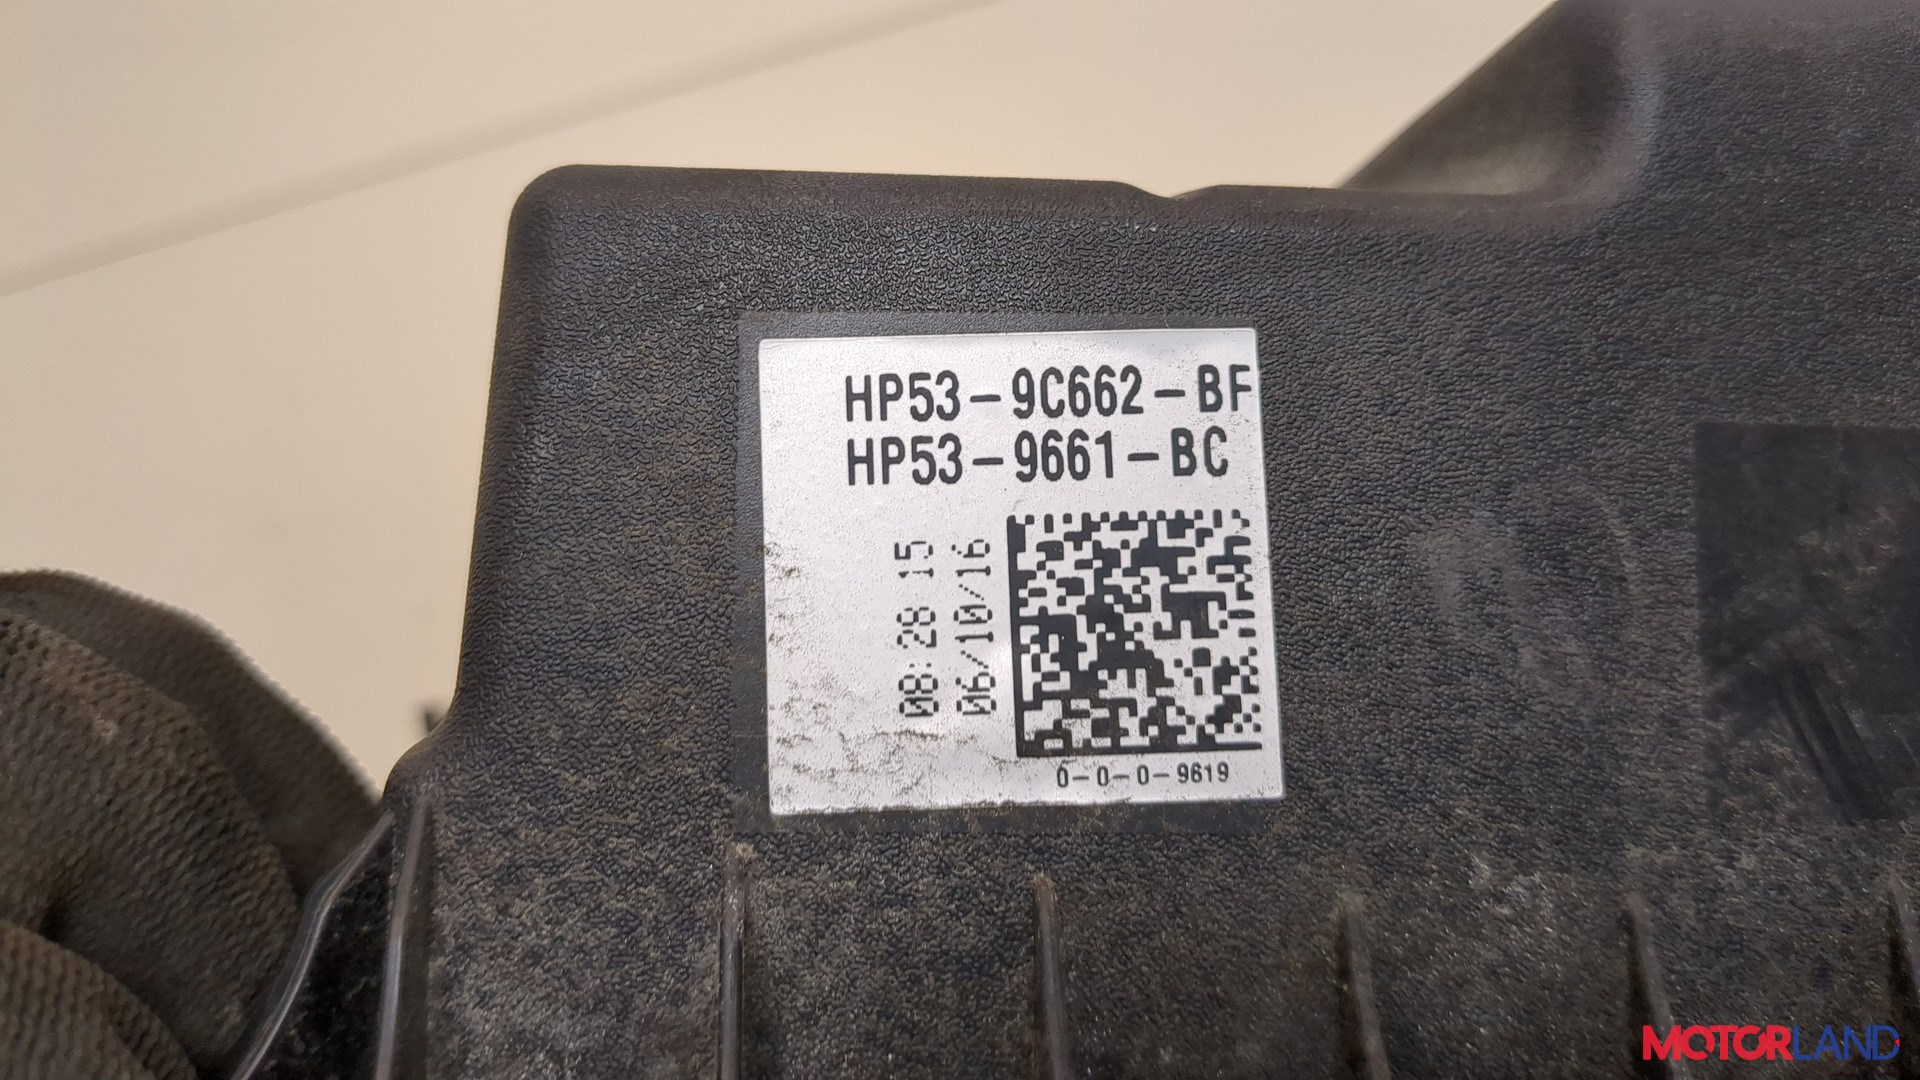 HP53-9C662-BF
HP53-9661-BC
08:28 15
06/10/16
0-0-0-9619
MOTORLAND